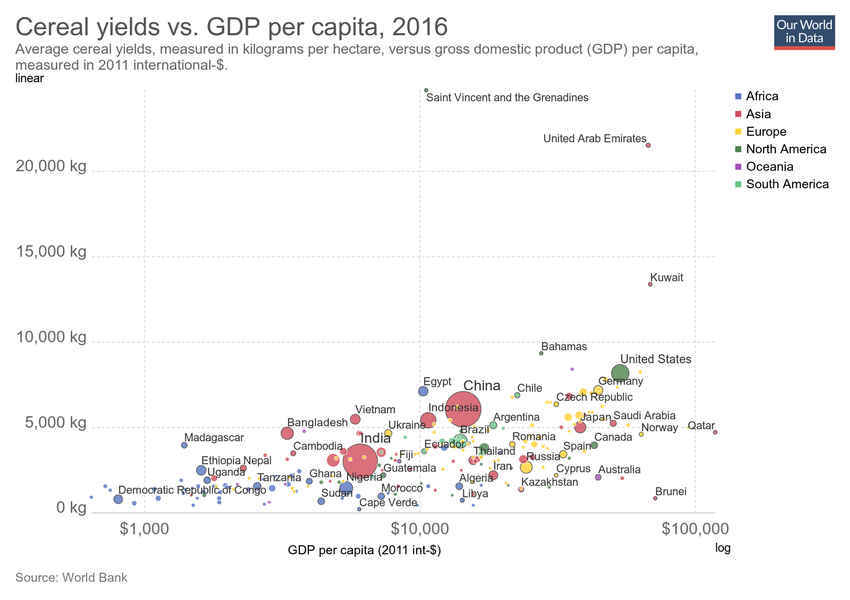 Cereal yields vs. GDP per capita, 2016
Our World
in Data
Average cereal yields, measured in kilograms per hectare, versus gross domestic product (GDP) per capita,
measured in 2011 international-$.
linear
Saint Vincent and the Grenadines
Africa
Asia
Europe
North America
Oceania
South America
United Arab Emirates
20,000 kg
15,000 kg
Kuwait
10,000 kg
Bahamas
United States
Germany
Egypt
China
Chile
Czech Republic
Vietnam
Indonesia
Bangladesh
Ukraine
Argentina
Japan
Saudi Arabia
5,000 kg
Brazil
Norway
Qatar
Madagascar
India
Romania
Canada
Cambodia
Ecuador
Spain
Fiji
Thailand
Russia
Ethiopia
Nepal
Guatemala
Iran
Cyprus
Australia
Uganda
Tanzania
Ghana
Nigeria
Algeria
Kazakhstan
Democratic Republic of Congo
Sudan
Morocco
Libya
Brunei
Cape Verde
0 kg
$1,000
$10,000
$100,000
GDP per capita (2011 int-$)
log
Source: World Bank